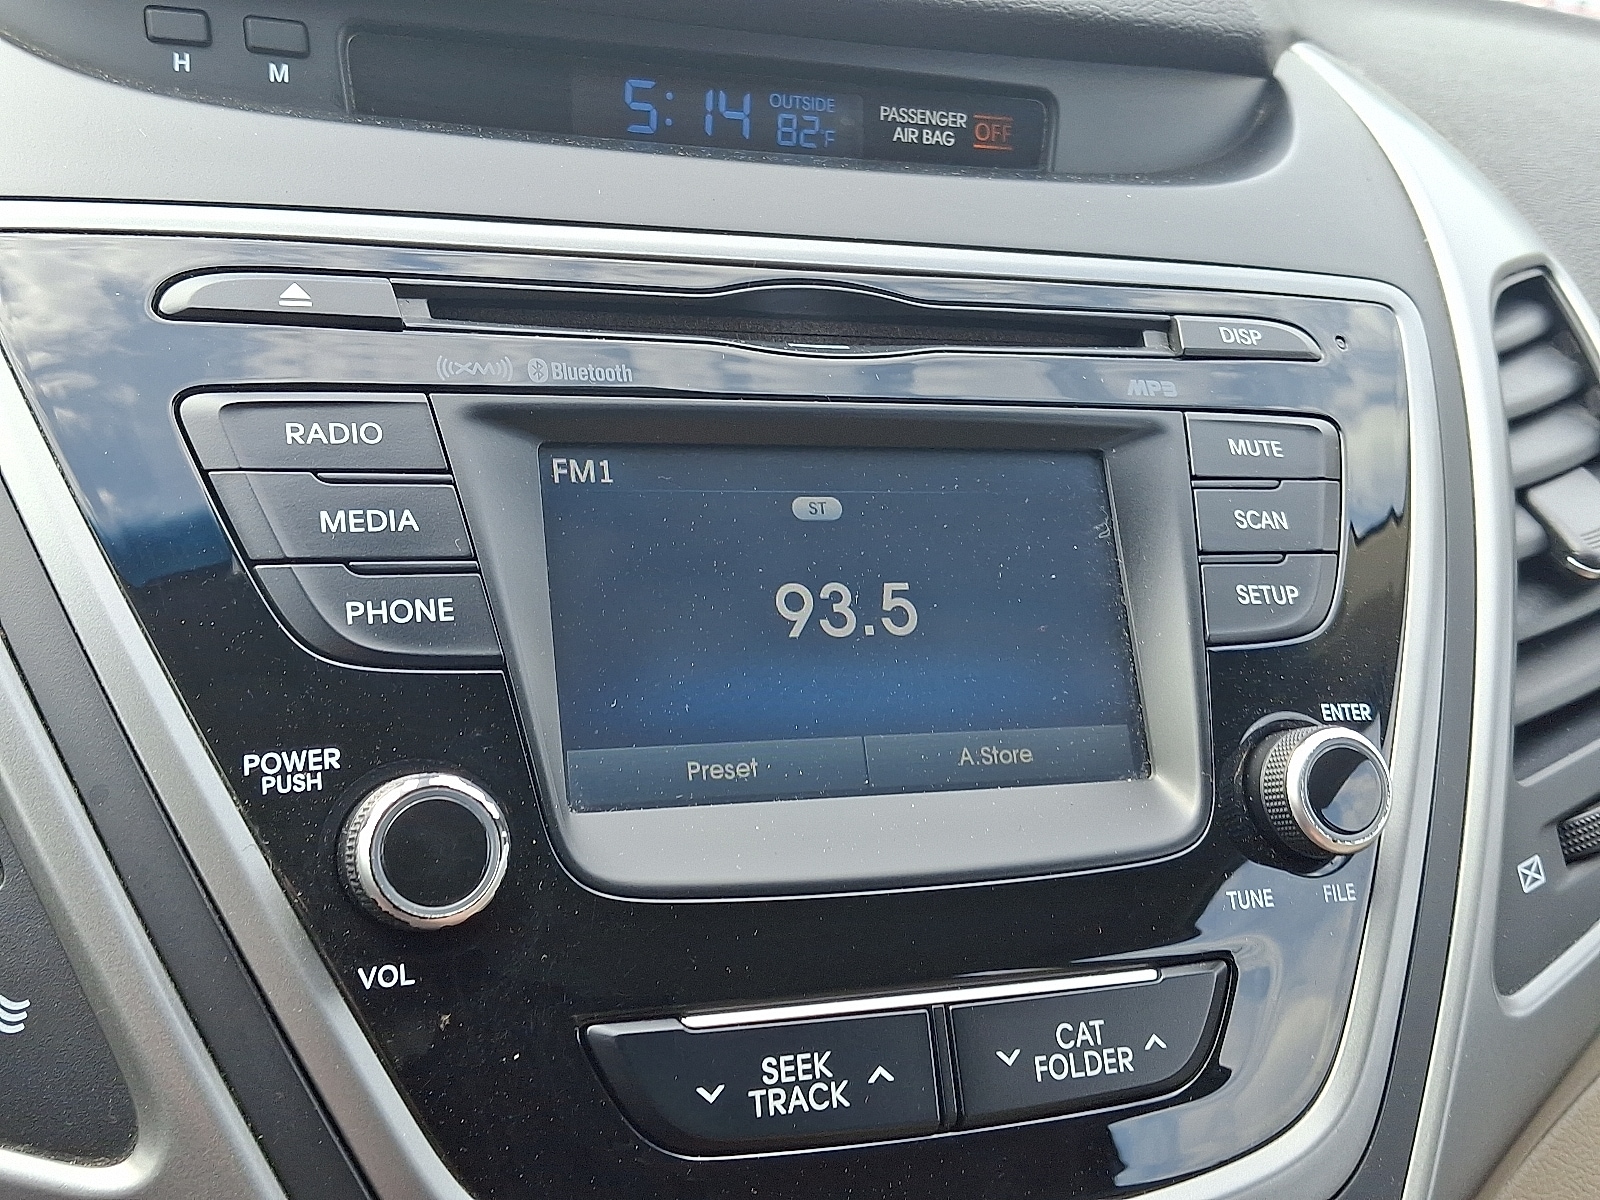 H
M
5:14
OUTSIDE
82°F
PASSENGER
AIR BAG
OFF
DISP
((XM))
Bluetooth
MP3
RADIO
MEDIA
PHONE
FM1
ST
93.5
Preset
A.Store
MUTE
SCAN
SETUP
POWER
PUSH
VOL
ENTER
TUNE
FILE
SEEK
TRACK
CAT
FOLDER